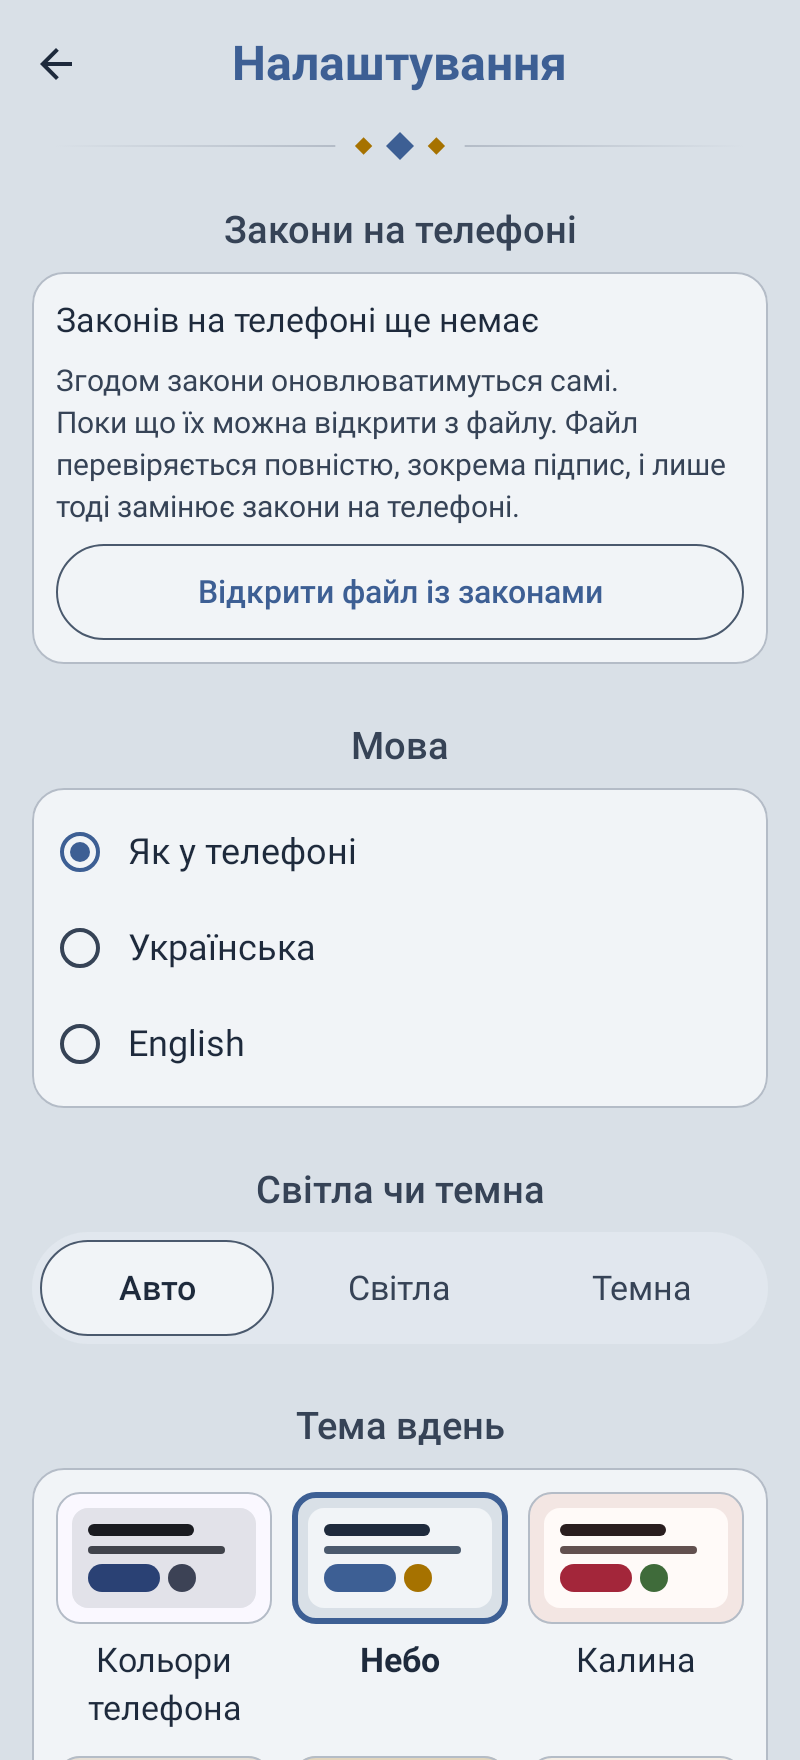 Налаштування
Закони на телефоні
Законів на телефоні ще немає
Згодом закони оновлюватимуться самі.
Поки що їх можна відкрити з файлу. Файл
перевіряється повністю, зокрема підпис, і лише
тоді замінює закони на телефоні.
Відкрити файл із законами
Мова
Як у телефоні
Українська
English
Світла чи темна
Авто
Світла
Темна
Тема вдень
Кольори
телефона
Небо
Калина